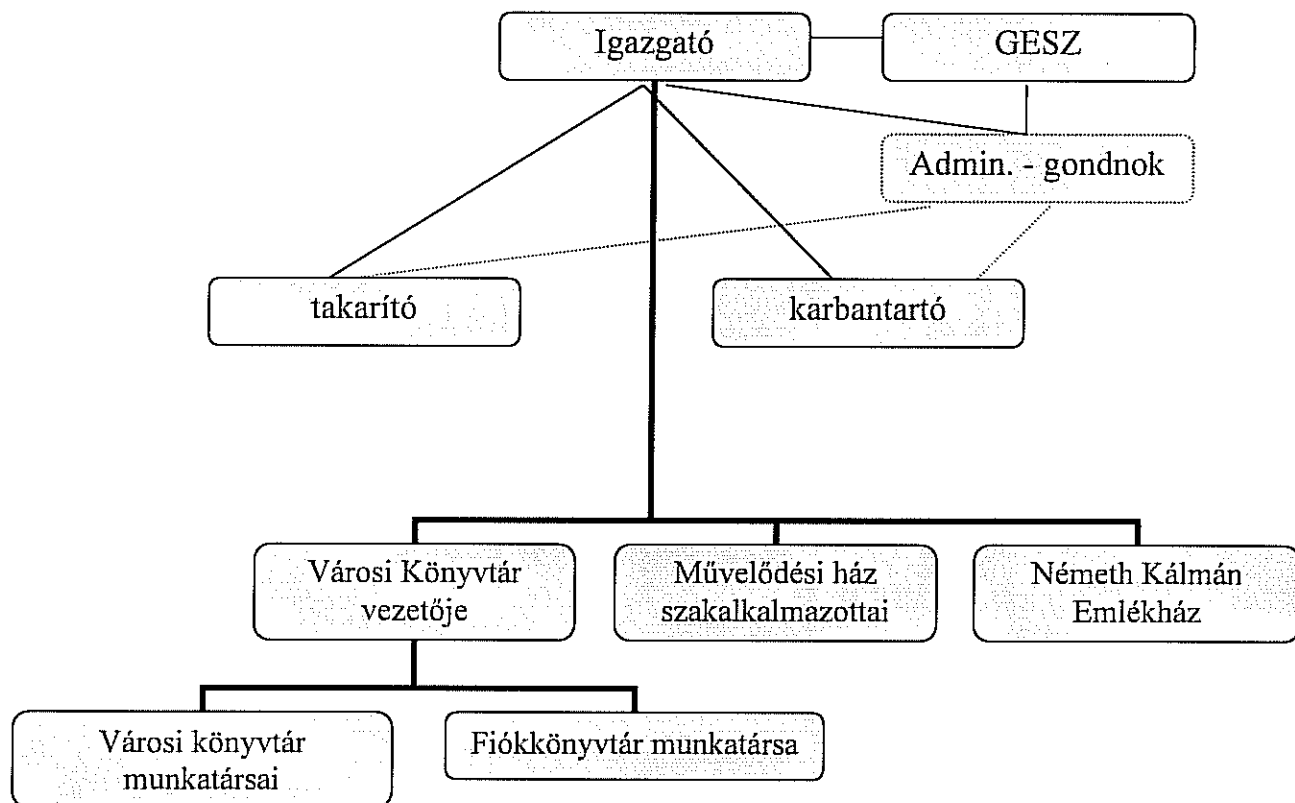 Igazgató
GESZ
Admin. - gondnok
takarító
karbantartó
Városi Könyvtár
vezetője
Művelődési ház
szakalkalmazottai
Németh Kálmán
Emlékház
Városi könyvtár
munkatársai
Fiókkönyvtár munkatársa